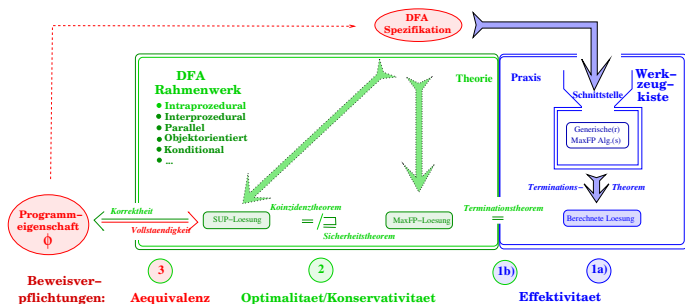 DFA
Spezifikation
DFA
Rahmenwerk
Theorie
Praxis
Werk-
zeug-
kiste
Schnittstelle
• Intraprozedural
• Interprozedural
• Parallel
• Objektorientiert
• Konditional
• ...
Generische(r)
MaxFP Alg.(s)
Terminations- Theorem
Programm-
eigenschaft
ϕ
Korrektheit
Vollstaendigkeit
SUP-Loesung
Koinzidenztheorem
= / ⊒
Sicherheitstheorem
MaxFP-Loesung
Terminationstheorem
=
Berechnete Loesung
3
2
1b)
1a)
Beweisver-
pflichtungen:
Aequivalenz
Optimalitaet/Konservativitaet
Effektivitaet